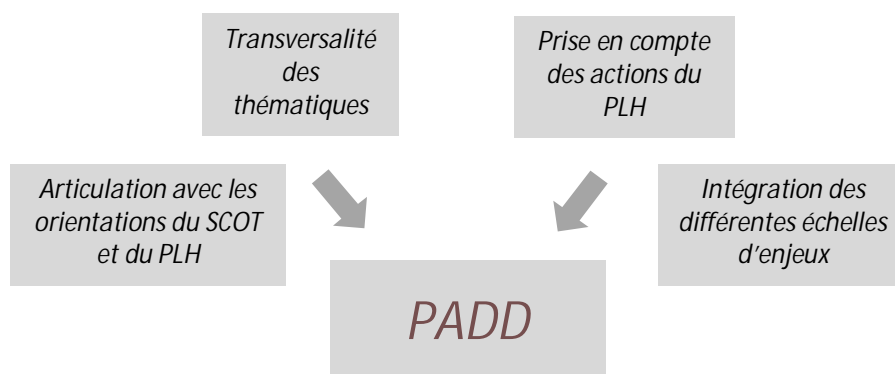 Transversalité
des
thématiques
Prise en compte
des actions du
PLH
Articulation avec les
orientations du SCOT
et du PLH
Intégration des
différentes échelles
d'enjeux
PADD